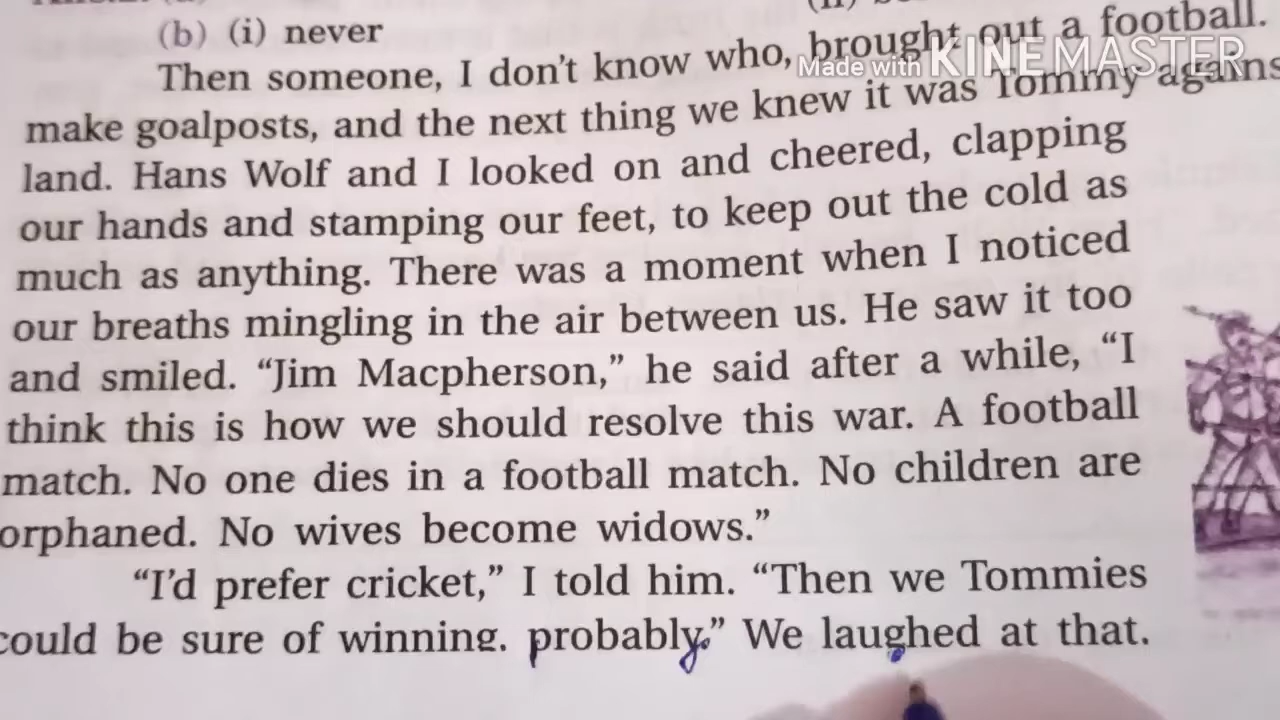 (b) (i) never
Then someone, I don't know who, brought out a football.
Made with KINEMASTER
make goalposts, and the next thing we knew it was Tommy agains
land. Hans Wolf and I looked on and cheered, clapping
our hands and stamping our feet, to keep out the cold as
much as anything. There was a moment when I noticed
our breaths mingling in the air between us. He saw it too
and smiled. “Jim Macpherson,” he said after a while, “I
think this is how we should resolve this war. A football
match. No one dies in a football match. No children are
orphaned. No wives become widows.”
“I'd prefer cricket,” I told him. “Then we Tommies
could be sure of winning. probably.” We laughed at that.